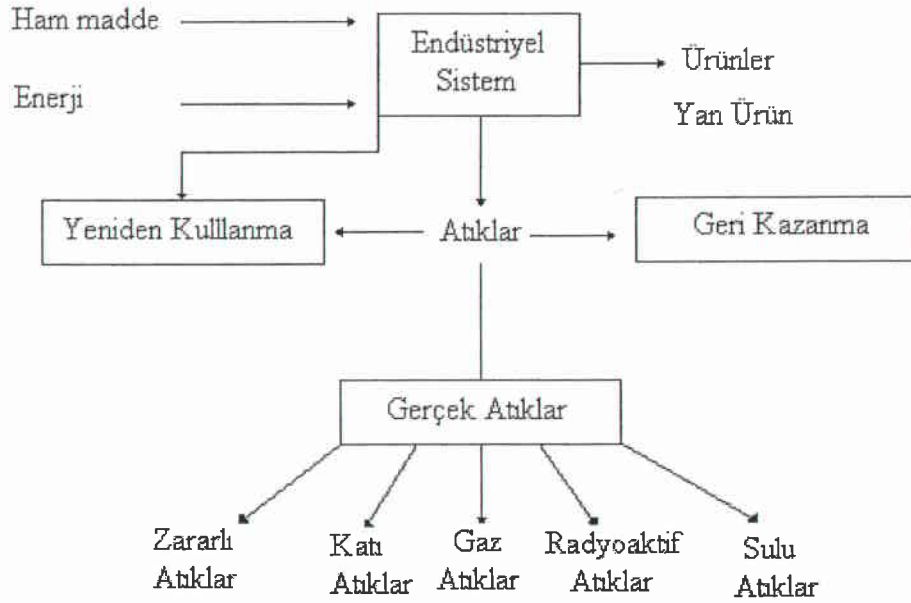 Ham madde
Endüstriyel
Sistem
Ürünler
Enerji
Yan Ürün
Yeniden Kulllanma
Atıklar
Geri Kazanma
Gerçek Atıklar
Zararlı
Atıklar
Katı
Atıklar
Gaz
Atıklar
Radyoaktif
Atıklar
Sulu
Atıklar